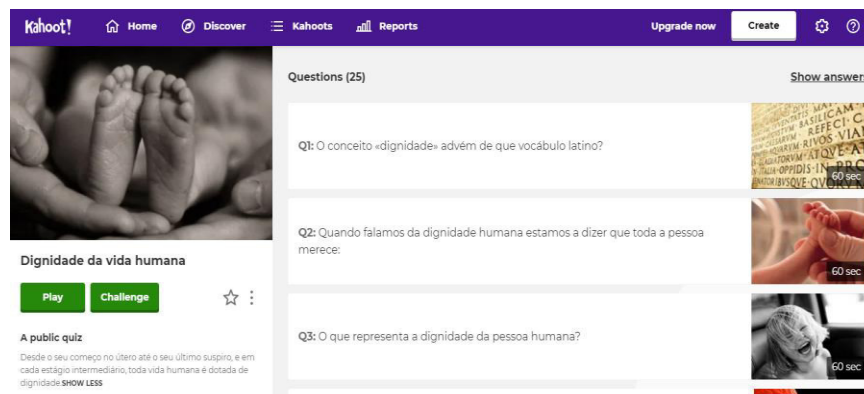 Kahoot!
Home
Discover
Kahoots
Reports
Upgrade now
Create
Questions (25)
Show answers
Q1: O conceito «dignidade» advém de que vocábulo latino?
60 sec
Q2: Quando falamos da dignidade humana estamos a dizer que toda a pessoa
merece:
60 sec
Q3: O que representa a dignidade da pessoa humana?
60 sec
Dignidade da vida humana
Play
Challenge
A public quiz
Desde o seu começo no útero até o seu último suspiro, e em
cada estágio intermediário, toda vida humana é dotada de
dignidade. SHOW LESS